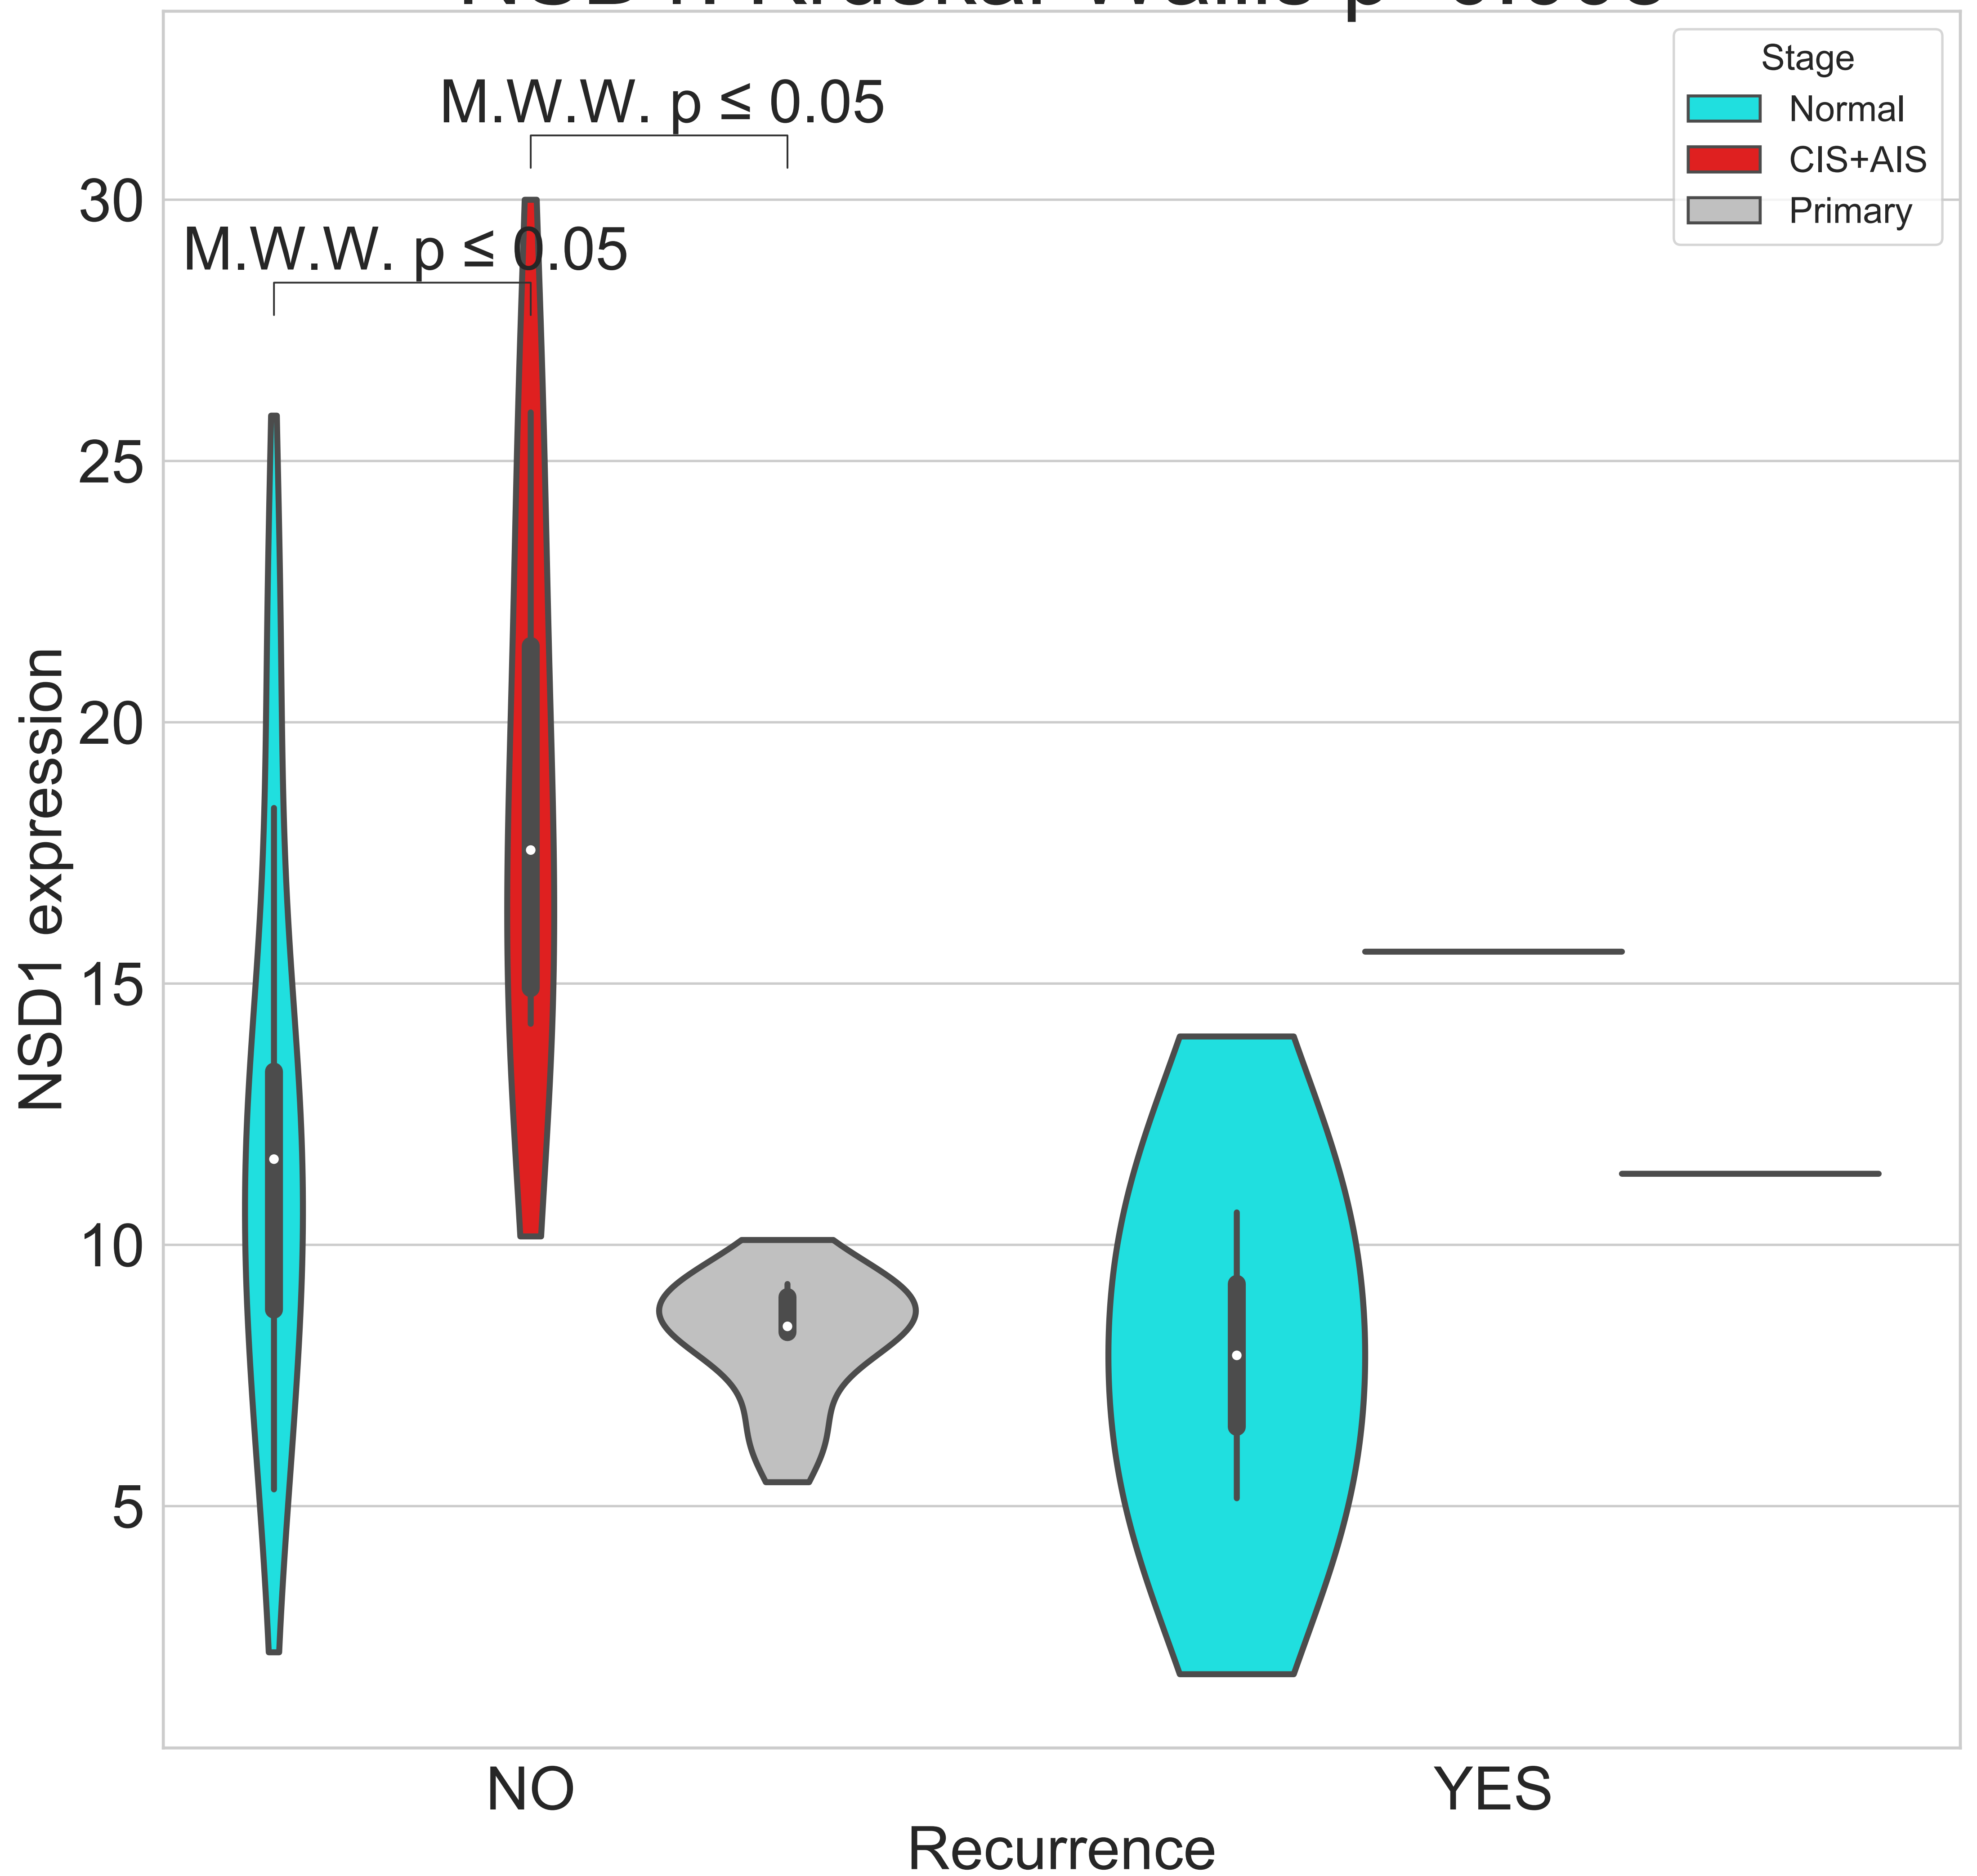 Stage
Normal
CIS+AIS
Primary
M.W.W. p ≤ 0.05
M.W.W. p ≤ 0.05
30
25
20
15
10
5
NSD1 expression
NO
YES
Recurrence